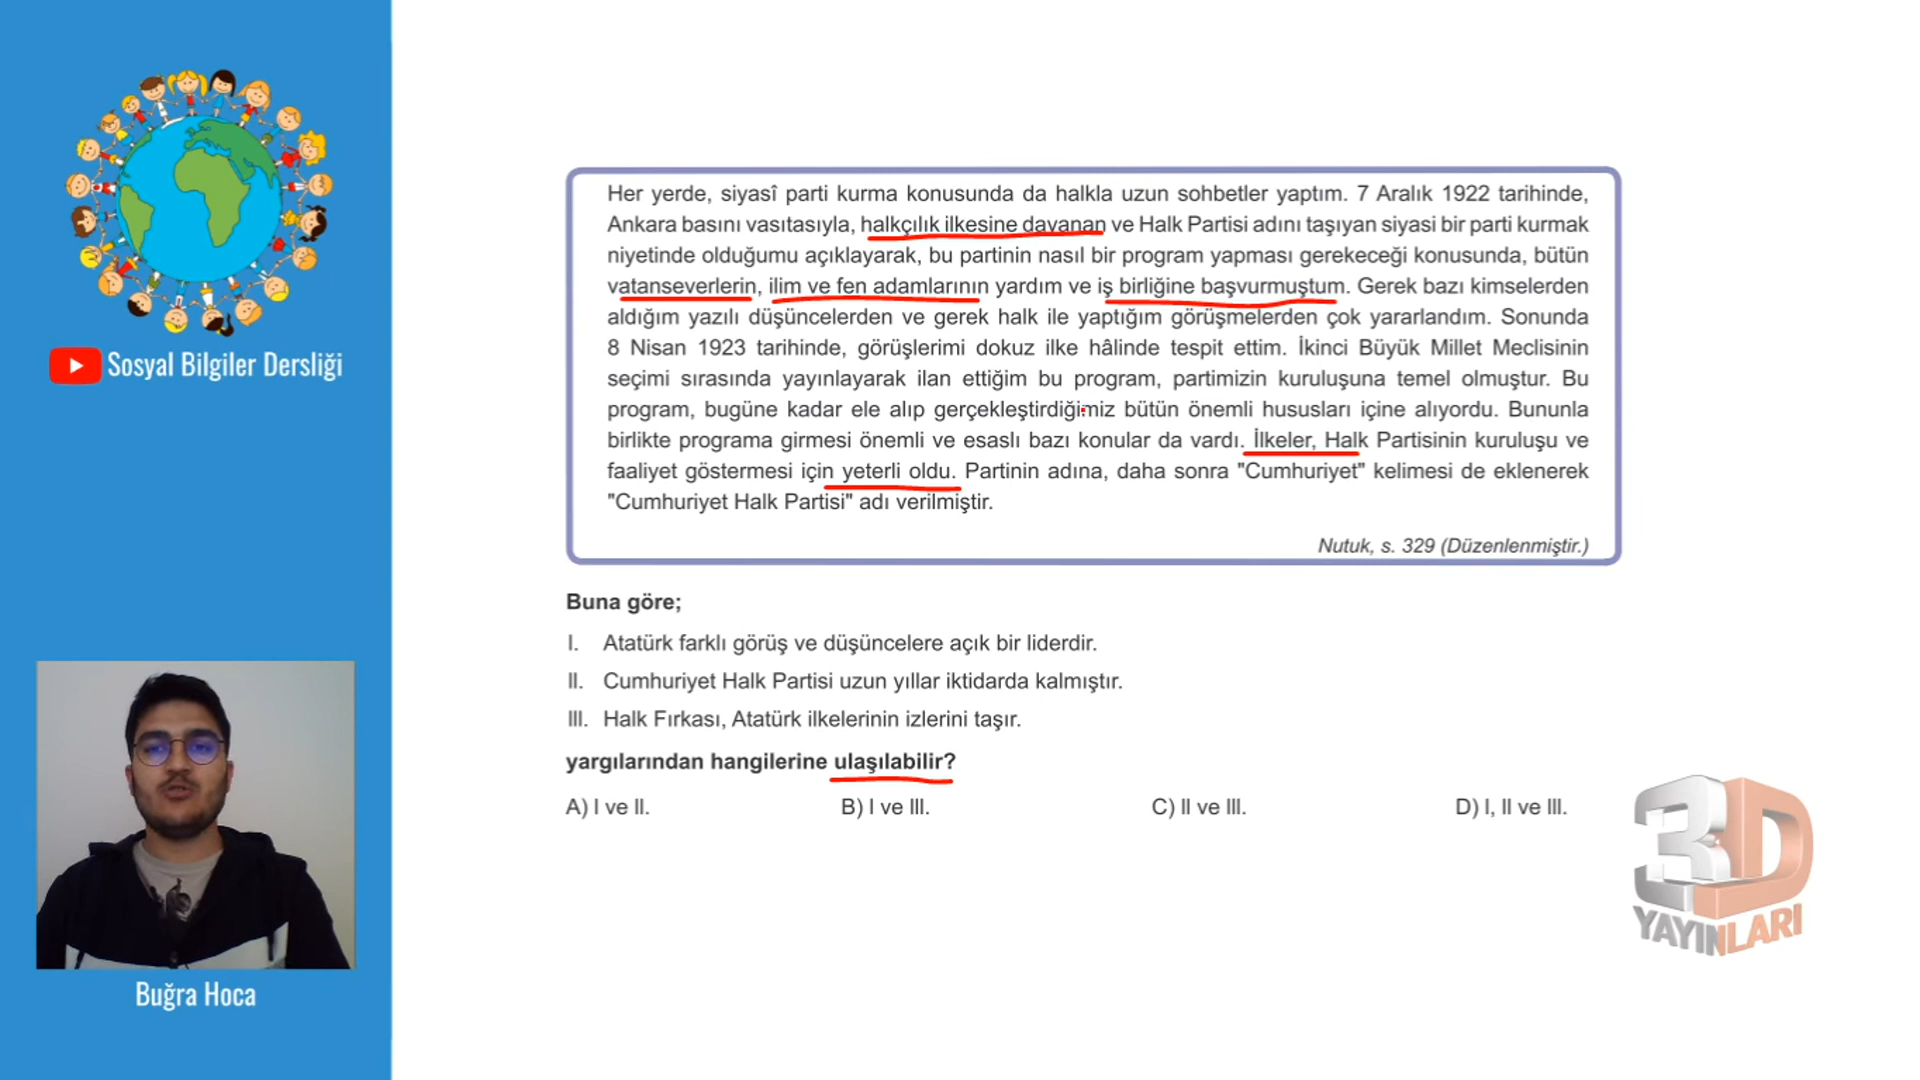 Her yerde, siyasî parti kurma konusunda da halkla uzun sohbetler yaptım. 7 Aralık 1922 tarihinde,
Ankara basını vasıtasıyla, halkçılık ilkesine dayanan ve Halk Partisi adını taşıyan siyasi bir parti kurmak
niyetinde olduğumu açıklayarak, bu partinin nasıl bir program yapması gerekeceği konusunda, bütün
vatanseverlerin, ilim ve fen adamlarının yardım ve iş birliğine başvurmuştum. Gerek bazı kimselerden
aldığım yazılı düşüncelerden ve gerek halk ile yaptığım görüşmelerden çok yararlandım. Sonunda
8 Nisan 1923 tarihinde, görüşlerimi dokuz ilke hâlinde tespit ettim. İkinci Büyük Millet Meclisinin
seçimi sırasında yayınlayarak ilan ettiğim bu program, partimizin kuruluşuna temel olmuştur. Bu
program, bugüne kadar ele alıp gerçekleştirdiğimiz bütün önemli hususları içine alıyordu. Bununla
birlikte programa girmesi önemli ve esaslı bazı konular da vardı. İlkeler, Halk Partisinin kuruluşu ve
faaliyet göstermesi için yeterli oldu. Partinin adına, daha sonra "Cumhuriyet" kelimesi de eklenerek
"Cumhuriyet Halk Partisi" adı verilmiştir.
Nutuk, s. 329 (Düzenlenmiştir.)
Buna göre;
I. Atatürk farklı görüş ve düşüncelere açık bir liderdir.
II. Cumhuriyet Halk Partisi uzun yıllar iktidarda kalmıştır.
III. Halk Fırkası, Atatürk ilkelerinin izlerini taşır.
yargılarından hangilerine ulaşılabilir?
A) I ve II. B) I ve III. C) II ve III. D) I, II ve III.
Sosyal Bilgiler Dersliği
Buğra Hoca
3D
YAYINLARI